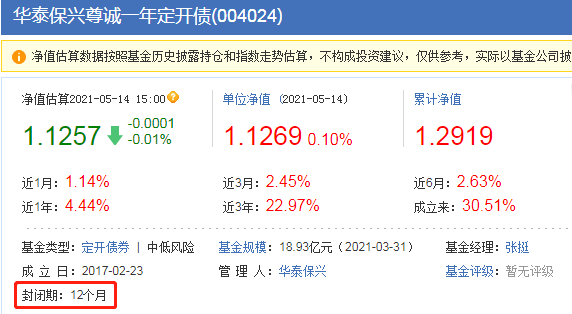 华泰保兴尊诚一年定开债(004024)
净值估算数据按照基金历史披露持仓和指数走势估算，不构成投资建议，仅供参考，实际以基金公司披
净值估算2021-05-14 15:00 单位净值 (2021-05-14) 累计净值
1.1257 -0.0001 -0.01% 1.1269 0.10% 1.2919
近1月：1.14% 近3月：2.45% 近6月：2.63%
近1年：4.44% 近3年：22.97% 成立来：30.51%
基金类型：定开债券 | 中低风险 基金规模：18.93亿元（2021-03-31） 基金经理：张挺
成 立 日：2017-02-23 管 理 人：华泰保兴 基金评级：暂无评级
封闭期：12个月